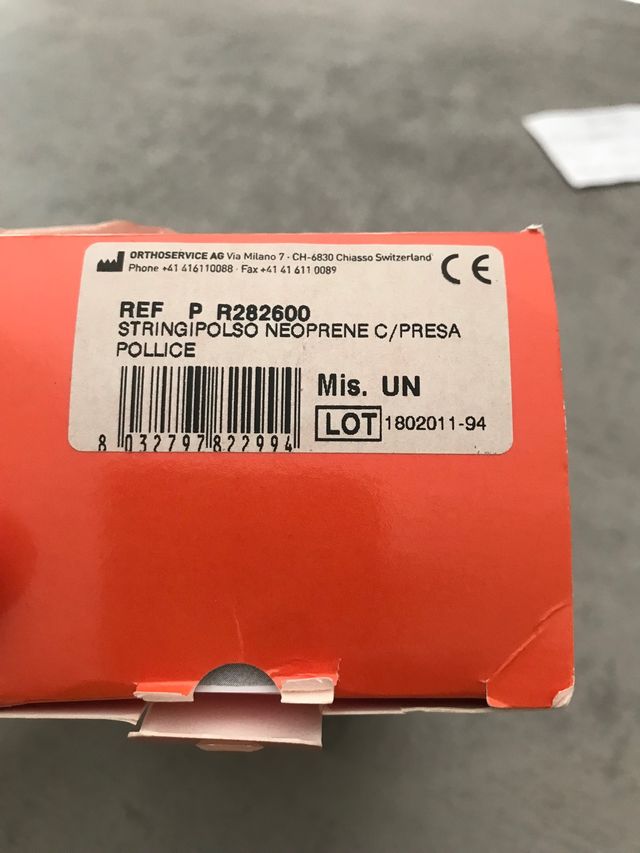 ORTHOSERVICE AG Via Milano 7 · CH-6830 Chiasso Switzerland
Phone +41 416110088 · Fax +41 41 611 0089
CE
REF P R282600
STRINGIPOLSO NEOPRENE C/PRESA
POLLICE
Mis. UN
LOT 1802011-94
8 032797 822994